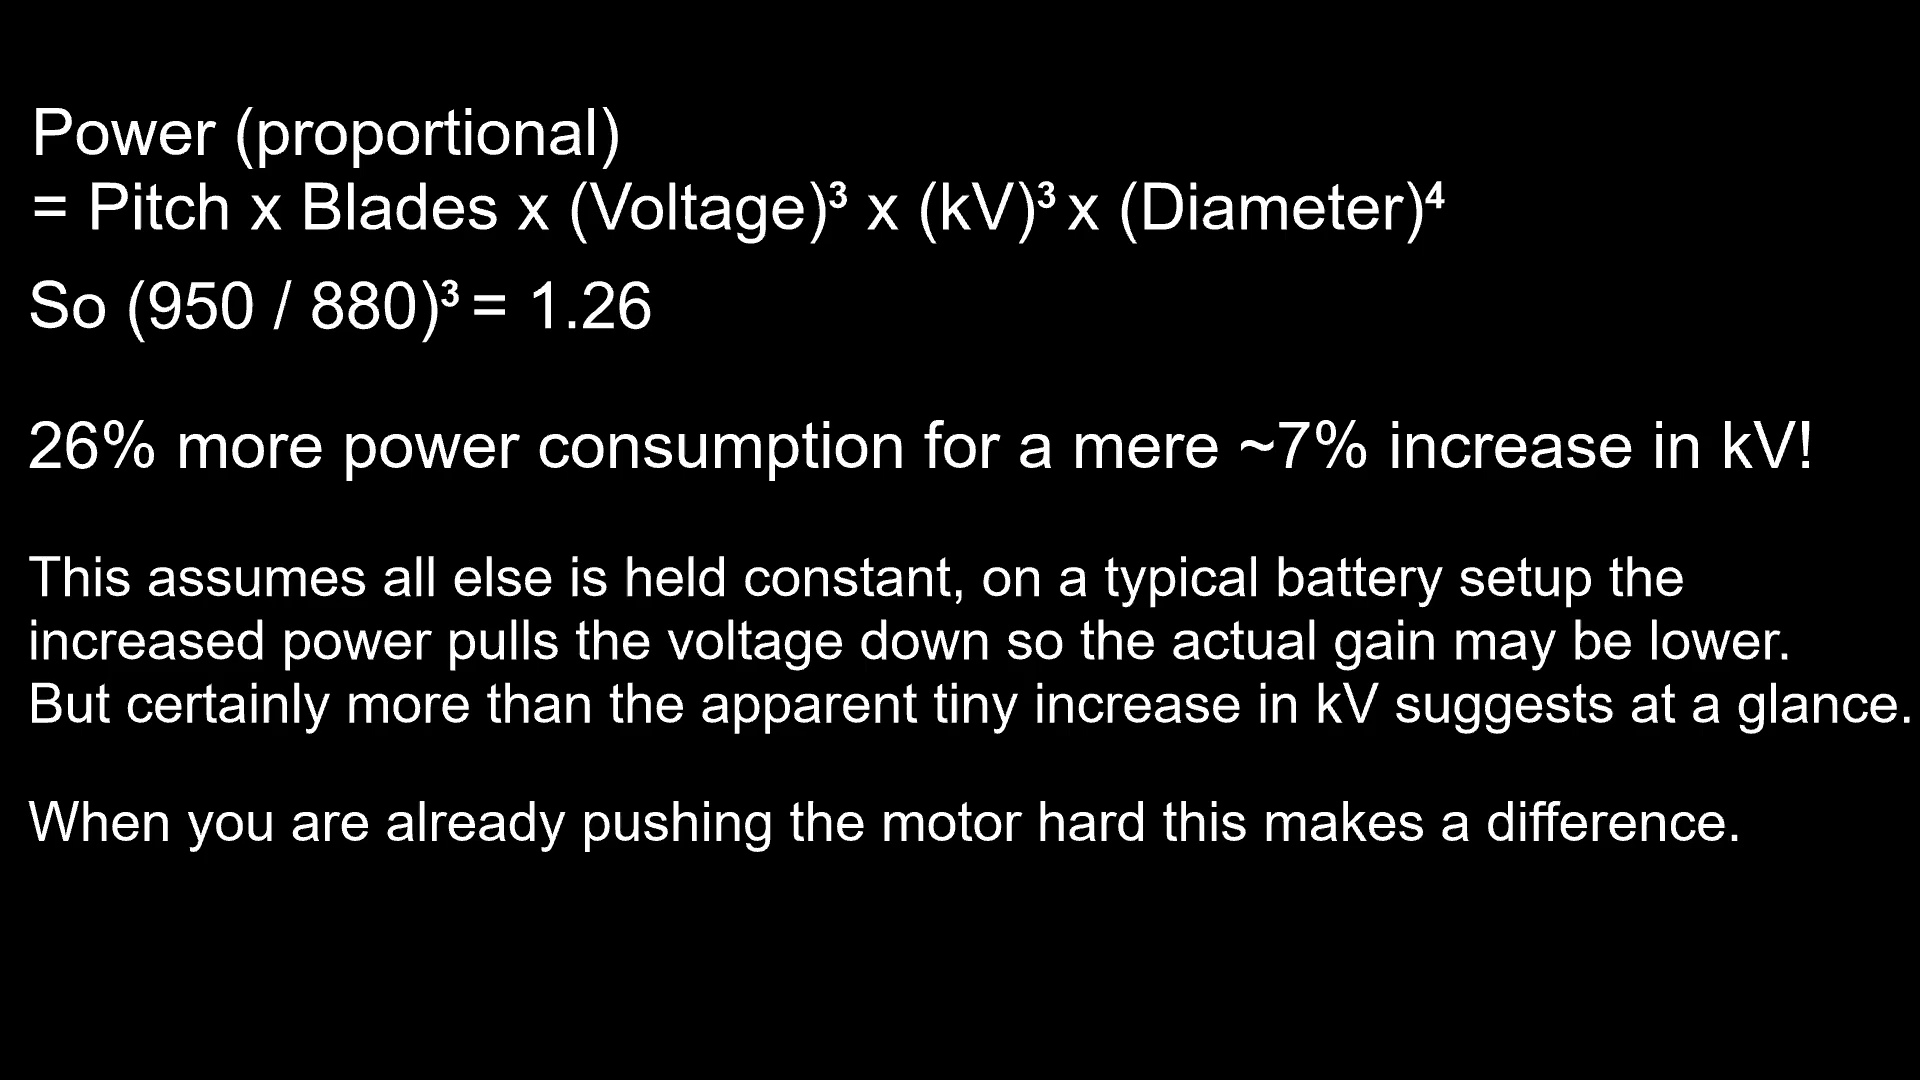 Power (proportional)
= Pitch x Blades x (Voltage)³ x (kV)³ x (Diameter)⁴
So (950 / 880)³ = 1.26
26% more power consumption for a mere ~7% increase in kV!
This assumes all else is held constant, on a typical battery setup the
increased power pulls the voltage down so the actual gain may be lower.
But certainly more than the apparent tiny increase in kV suggests at a glance.
When you are already pushing the motor hard this makes a difference.